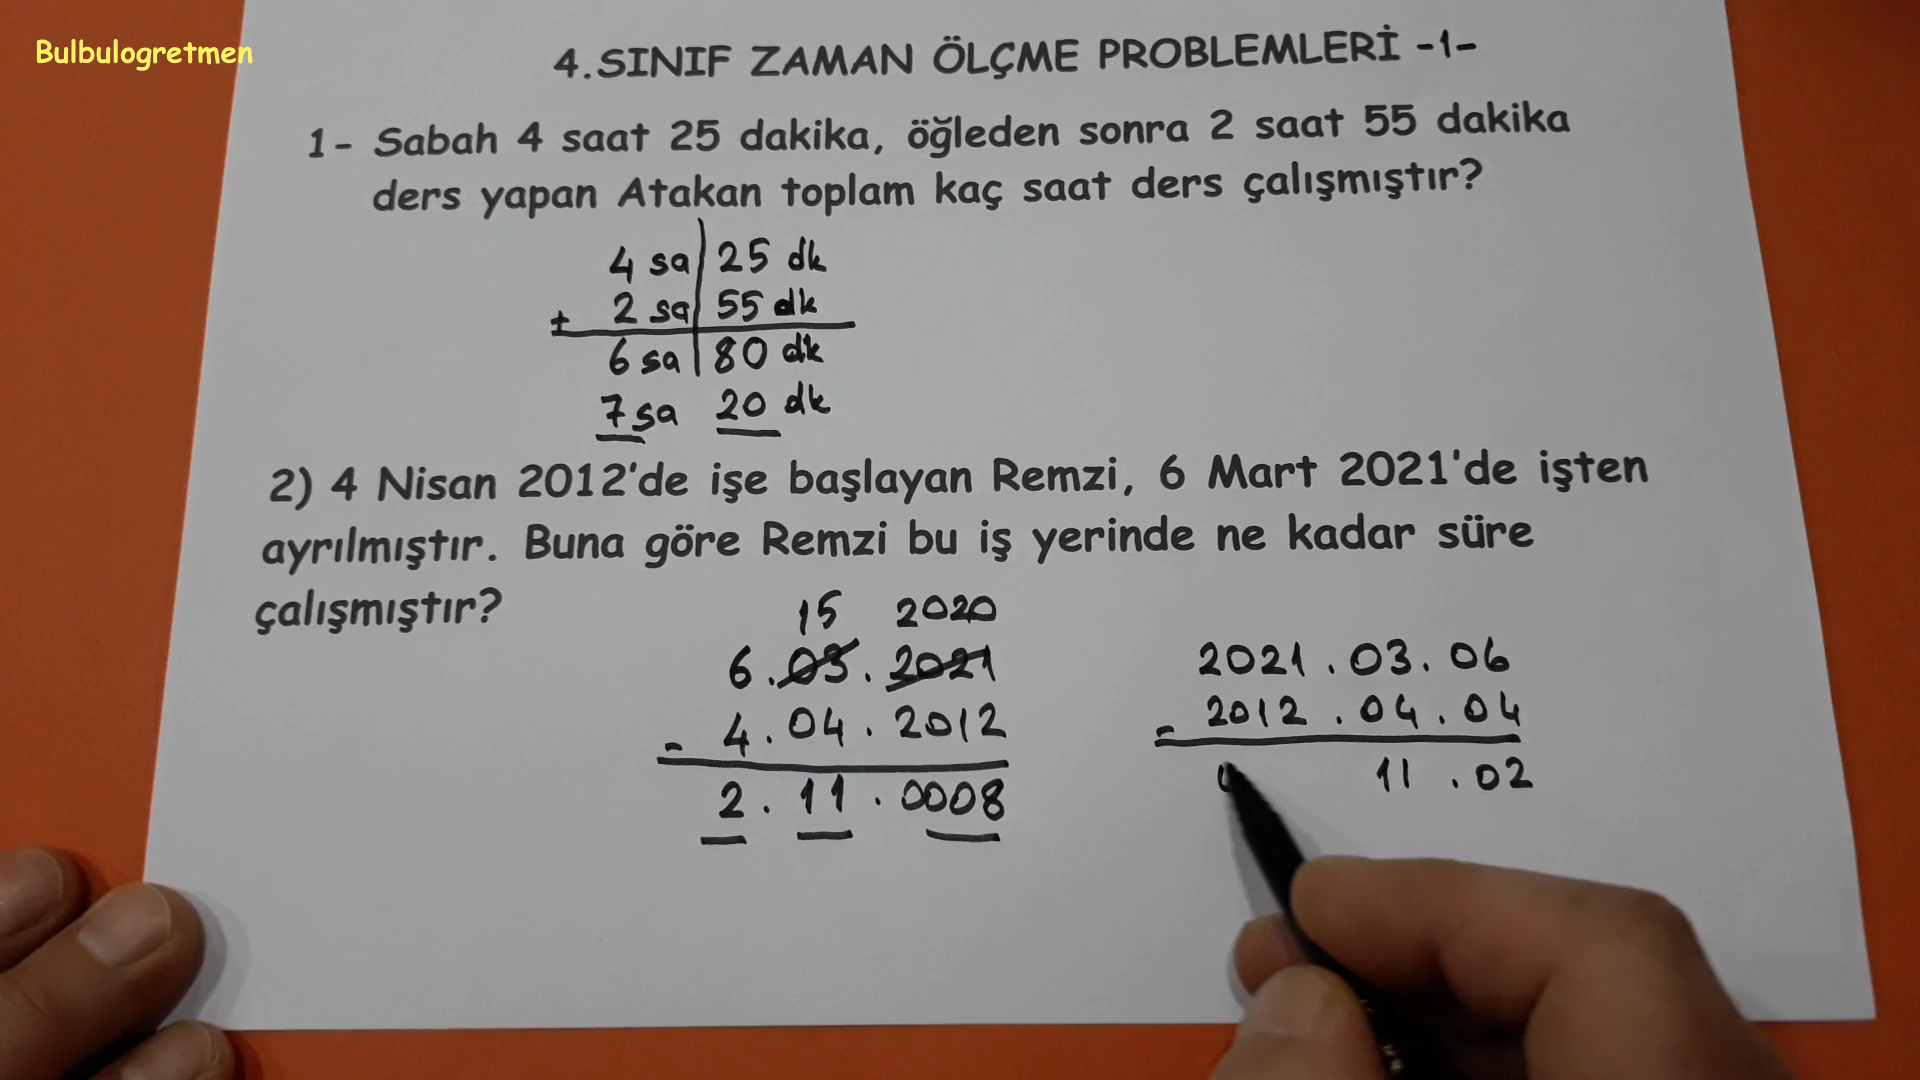 Bulbulogretmen
4.SINIF ZAMAN ÖLÇME PROBLEMLERİ -1-
1- Sabah 4 saat 25 dakika, öğleden sonra 2 saat 55 dakika
ders yapan Atakan toplam kaç saat ders çalışmıştır?
4 sa 25 dk
+ 2 sa 55 dk
6 sa 80 dk
7 sa 20 dk
2) 4 Nisan 2012'de işe başlayan Remzi, 6 Mart 2021'de işten
ayrılmıştır. Buna göre Remzi bu iş yerinde ne kadar süre
çalışmıştır?
15 2020
6.03.2021
- 4.04.2012
2.11.0008
2021.03.06
- 2012.04.04
11.02